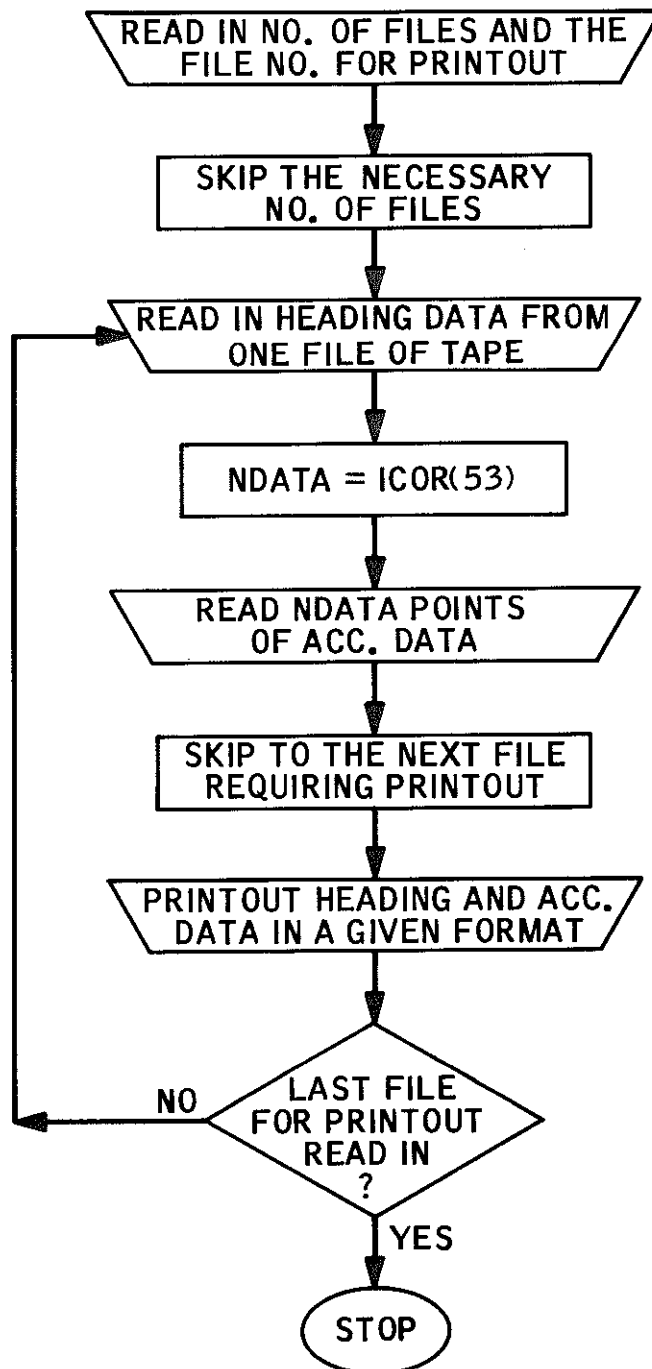 READ IN NO. OF FILES AND THE
FILE NO. FOR PRINTOUT
SKIP THE NECESSARY
NO. OF FILES
READ IN HEADING DATA FROM
ONE FILE OF TAPE
NDATA = ICOR(53)
READ NDATA POINTS
OF ACC. DATA
SKIP TO THE NEXT FILE
REQUIRING PRINTOUT
PRINTOUT HEADING AND ACC.
DATA IN A GIVEN FORMAT
NO
LAST FILE
FOR PRINTOUT
READ IN
?
YES
STOP